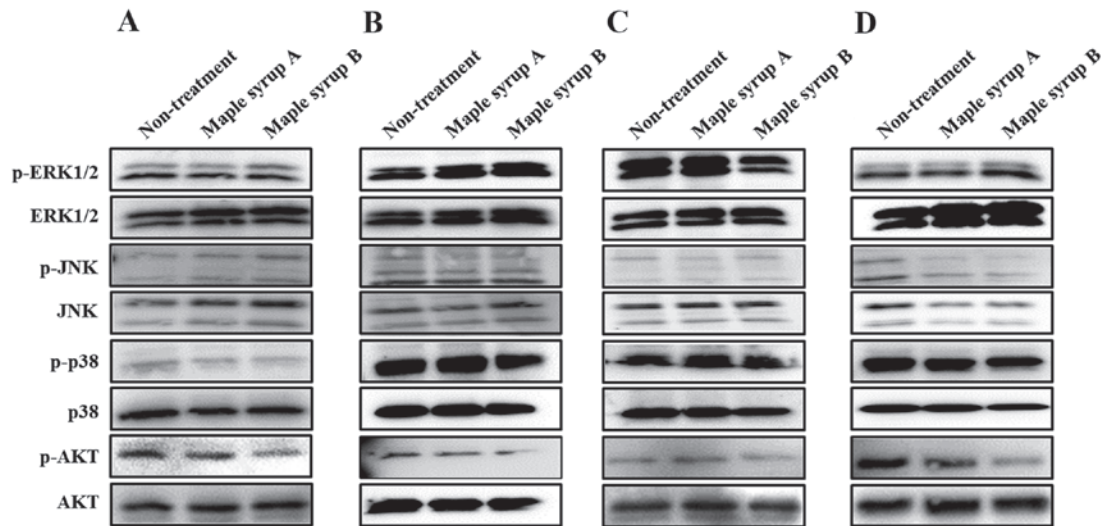 A B C D
Non-treatment Maple syrup A Maple syrup B Non-treatment Maple syrup A Maple syrup B Non-treatment Maple syrup A Maple syrup B Non-treatment Maple syrup A Maple syrup B
p-ERK1/2
ERK1/2
p-JNK
JNK
p-p38
p38
p-AKT
AKT